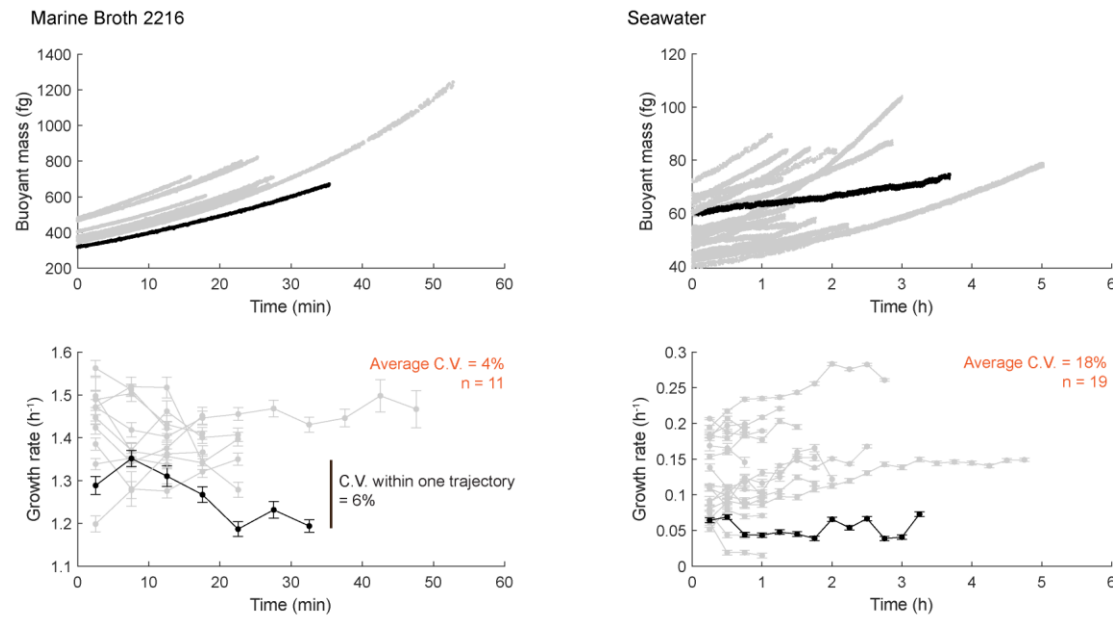 Marine Broth 2216
Seawater
1400
1200
1000
800
600
400
200
Buoyant mass (fg)
0 10 20 30 40 50 60
Time (min)
120
100
80
60
40
Buoyant mass (fg)
0 1 2 3 4 5 6
Time (h)
1.6
1.5
1.4
1.3
1.2
1.1
Growth rate (h⁻¹)
Average C.V. = 4%
n = 11
C.V. within one trajectory
= 6%
0 10 20 30 40 50 60
Time (min)
0.3
0.25
0.2
0.15
0.1
0.05
0
Growth rate (h⁻¹)
Average C.V. = 18%
n = 19
0 1 2 3 4 5 6
Time (h)